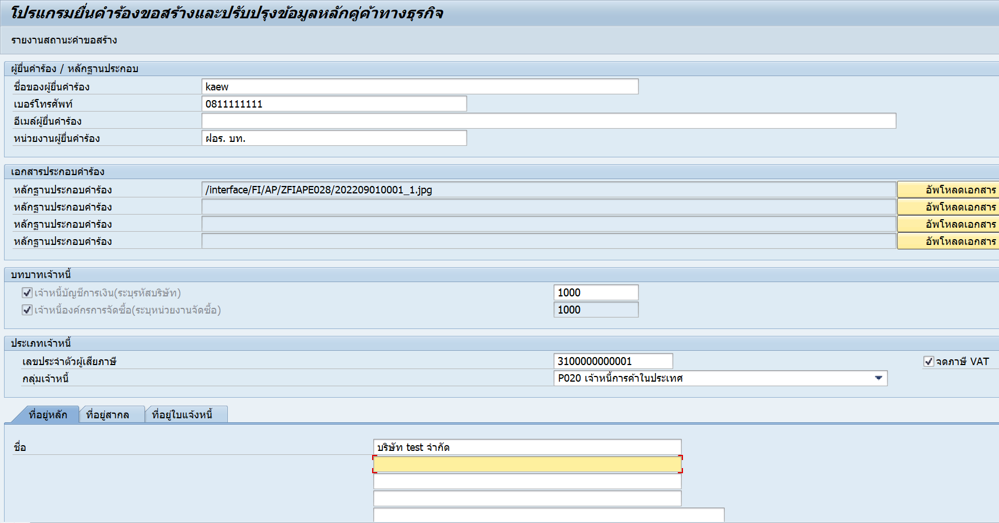 โปรแกรมยื่นคำร้องขอสร้างและปรับปรุงข้อมูลหลักคู่ค้าทางธุรกิจ
รายงานสถานะคำขอสร้าง
ผู้ยื่นคำร้อง / หลักฐานประกอบ
ชื่อของผู้ยื่นคำร้อง kaew
เบอร์โทรศัพท์ 0811111111
อีเมล์ผู้ยื่นคำร้อง
หน่วยงานผู้ยื่นคำร้อง ฝอร. บท.
เอกสารประกอบคำร้อง
หลักฐานประกอบคำร้อง /interface/FI/AP/ZFIAPE028/202209010001_1.jpg อัพโหลดเอกสาร
หลักฐานประกอบคำร้อง อัพโหลดเอกสาร
หลักฐานประกอบคำร้อง อัพโหลดเอกสาร
หลักฐานประกอบคำร้อง อัพโหลดเอกสาร
บทบาทเจ้าหนี้
เจ้าหนี้บัญชีการเงิน(ระบุรหัสบริษัท) 1000
เจ้าหนี้องค์กรการจัดซื้อ(ระบุหน่วยงานจัดซื้อ) 1000
ประเภทเจ้าหนี้
เลขประจำตัวผู้เสียภาษี 3100000000001 จดภาษี VAT
กลุ่มเจ้าหนี้ P020 เจ้าหนี้การค้าในประเทศ
ที่อยู่หลัก ที่อยู่สากล ที่อยู่ใบแจ้งหนี้
ชื่อ บริษัท test จำกัด